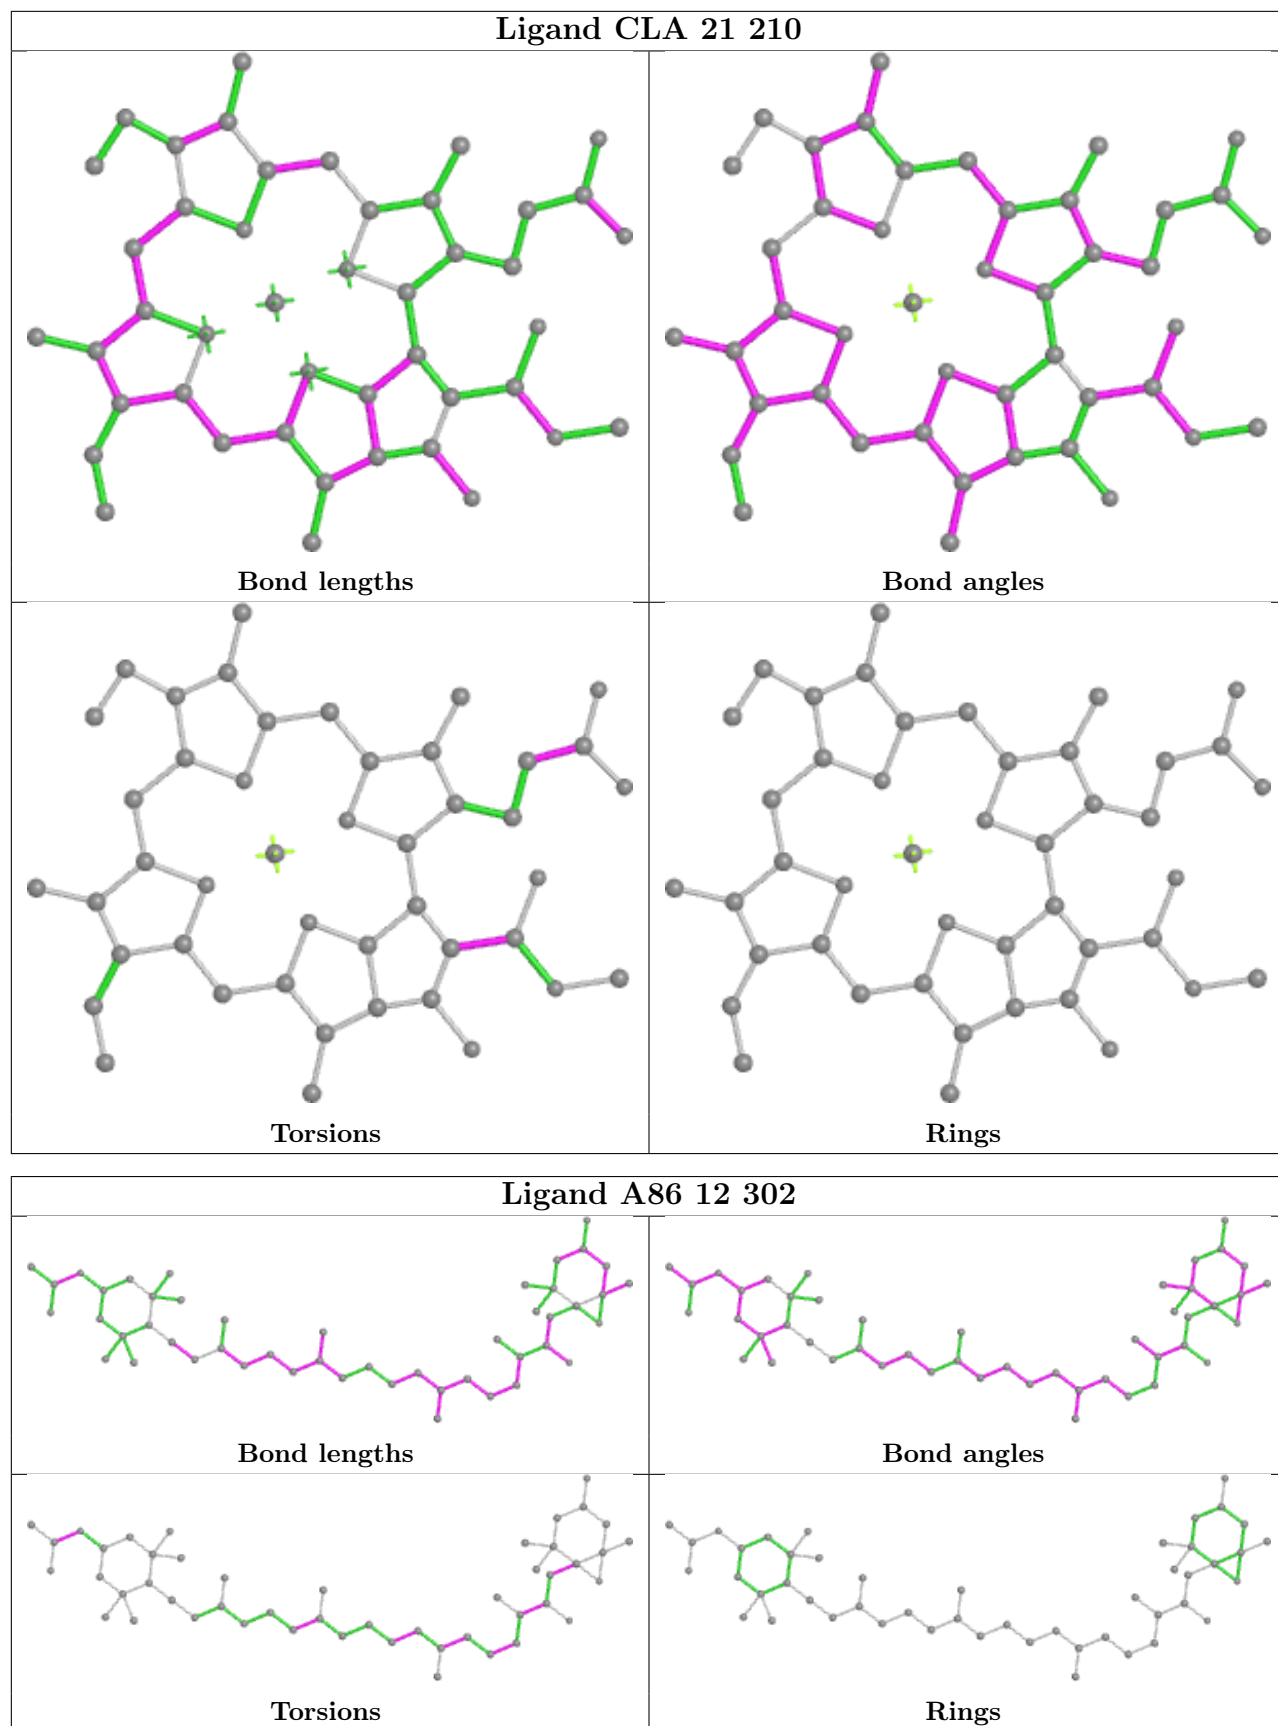 Ligand CLA 21 210
Bond lengths
Bond angles
Torsions
Rings
Ligand A86 12 302
Bond lengths
Bond angles
Torsions
Rings